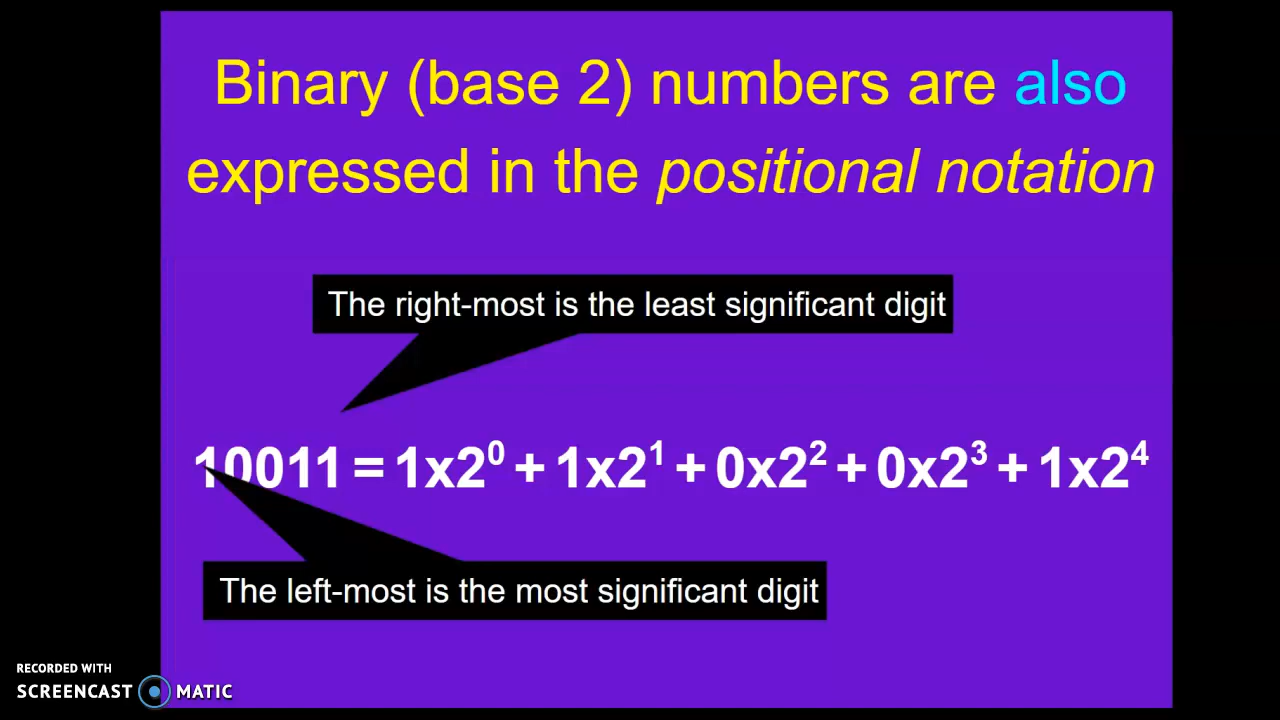 Binary (base 2) numbers are also
expressed in the positional notation
The right-most is the least significant digit
10011 = 1x2⁰ + 1x2¹ + 0x2² + 0x2³ + 1x2⁴
The left-most is the most significant digit
RECORDED WITH
SCREENCAST MATIC